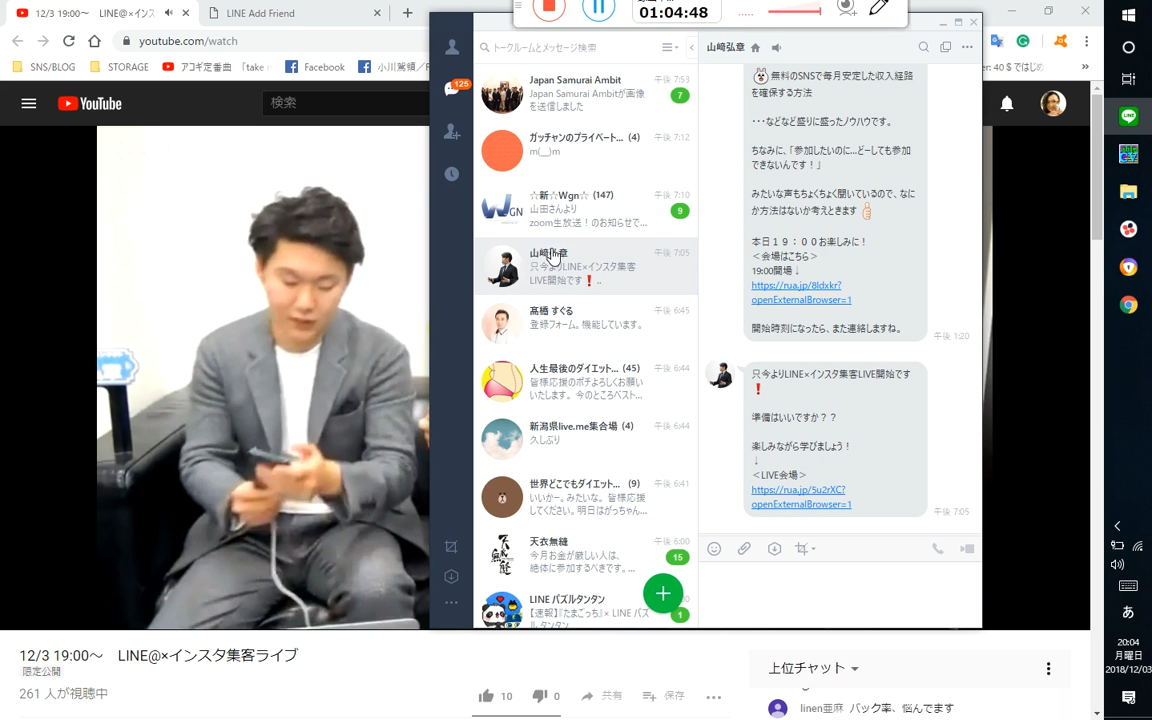 12/3 19:00～ LINE@×インス
LINE Add Friend
01:04:48
youtube.com/watch
SNS/BLOG
STORAGE
アコギ定番曲 「take
Facebook
小川篤嶺／
er: 40＄ではじめ
YouTube
検索
125
トークルームとメッセージ検索
Japan Samurai Ambit
午後 7:53
Japan Samurai Ambitが画像
を送信しました
7
ガッチャンのプライベート... (4)
午後 7:12
m(__)m
☆新☆Wgn☆ (147)
午後 7:10
山田さんより
zoom生放送！のお知らせで...
9
WGN
山﨑弘章
午後 7:05
只今よりLINE×インスタ集客
LIVE開始です❗ ..
髙橋 すぐる
午後 6:45
登録フォーム。機能しています。
人生最後のダイエット... (45)
午後 6:44
皆様応援のポチよろしくお願い
いたします。 今のところベスト...
新潟県live.me集合場 (4)
午後 6:44
久しぶり
世界どこでもダイエット... (9)
午後 6:41
いいかー。みたいな。 皆様応援
してください。明日はがっちゃん...
天衣無縫
午後 6:00
今月お金が厳しい人は、
絶体に参加するべきです。...
15
天衣無縫
LINE パズルタンタン
【速報】『たまごっち』× LINE パズ
ルタンタン
1
山﨑弘章
無料のSNSで毎月安定した収入経路
を確保する方法
・・・などなど盛りに盛ったノウハウです。
ちなみに、「参加したいのに...どーしても参加
できないんです！」
みたいな声もちょくちょく聞いているので、なに
か方法はないか考えときます
本日１９：００お楽しみに！
＜会場はこちら＞
19:00開場↓
https://rua.jp/8ldxkr?
openExternalBrowser=1
開始時刻になったら、また連絡しますね。
午後 1:20
只今よりLINE×インスタ集客LIVE開始です
❗
準備はいいですか？？
楽しみながら学びましょう！
↓
＜LIVE会場＞
https://rua.jp/5u2rXC?
openExternalBrowser=1
午後 7:05
12/3 19:00～ LINE@×インスタ集客ライブ
限定公開
261 人が視聴中
10
0
共有
保存
上位チャット
linen亜麻 バック率、悩んでます
あ
20:04
月曜日
2018/12/03